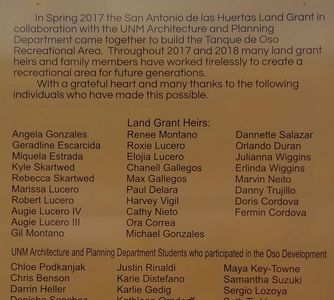 In Spring 2017 the San Antonio de las Huertas Land Grant in
collaboration with the UNM Architecture and Planning
Department came together to build the Tanque de Oso
Recreational Area. Throughout 2017 and 2018 many land grant
heirs and family members have worked tirelessly to create a
recreational area for future generations.
With a grateful heart and many thanks to the following
individuals who have made this possible.
Land Grant Heirs:
Angela Gonzales Renee Montano Dannette Salazar
Geradline Escarcida Roxie Lucero Orlando Duran
Miquela Estrada Elojia Lucero Julianna Wiggins
Kyle Skartwed Chanell Gallegos Erlinda Wiggins
Rebecca Skartwed Max Gallegos Marvin Neito
Marissa Lucero Paul Delara Danny Trujillo
Robert Lucero Harvey Vigil Doris Cordova
Augie Lucero IV Cathy Nieto Fermin Cordova
Augie Lucero III Ora Correa
Gil Montano Michael Gonzales
UNM Architecture and Planning Department Students who participated in the Oso Development
Chloe Podkanjak Justin Rinaldi Maya Key-Towne
Chris Benson Karie Distefano Samantha Suzuki
Darrin Heller Karlie Gedig Sergio Lozoya